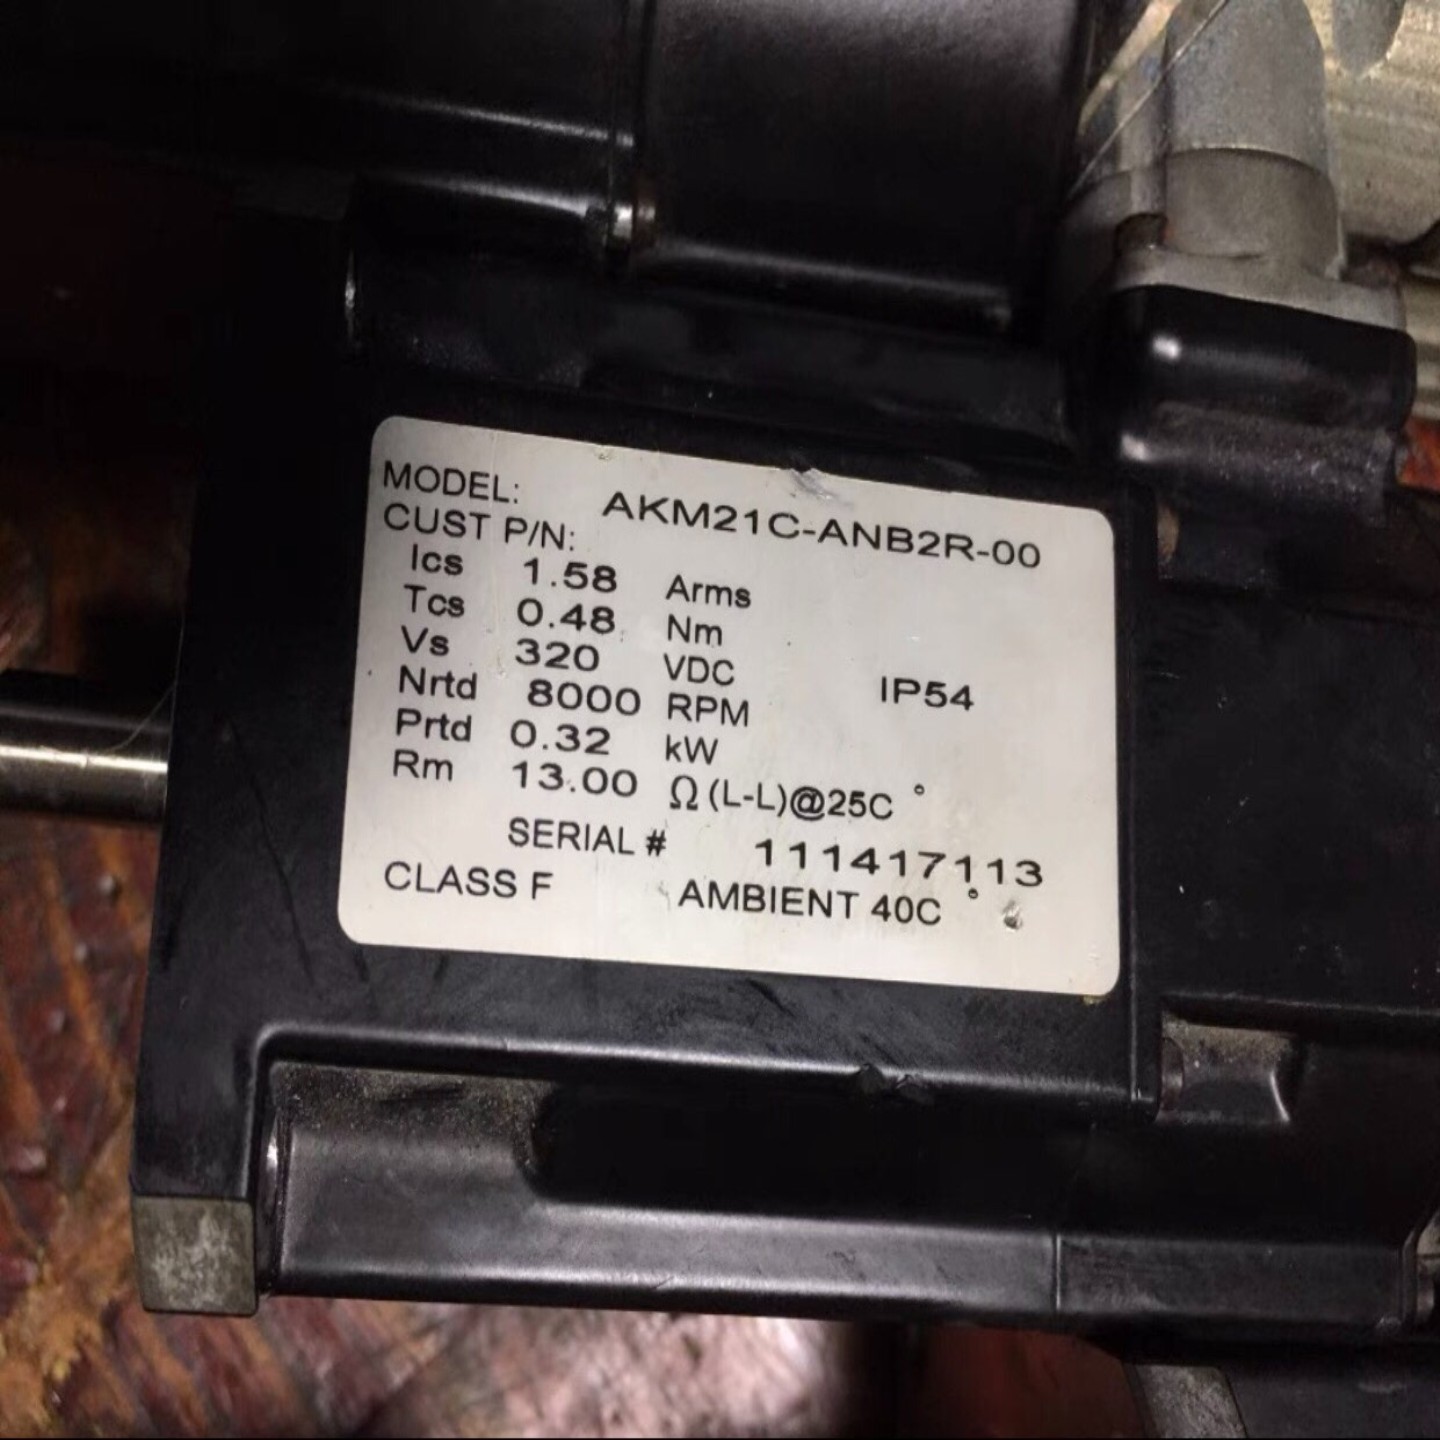 MODEL: AKM21C-ANB2R-00
CUST P/N:
Ics 1.58 Arms
Tcs 0.48 Nm
Vs 320 VDC IP54
Nrtd 8000 RPM
Prtd 0.32 kW
Rm 13.00 Ω (L-L)@25C °
SERIAL # 111417113
CLASS F AMBIENT 40C °